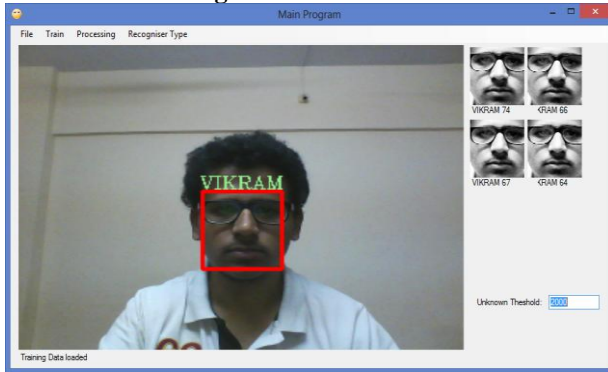 Main Program
File Train Processing Recogniser Type
VIKRAM
VIKRAM 74 KRAM 66
VIKRAM 67 KRAM 64
Unknown Theshold: 2000
Training Data loaded